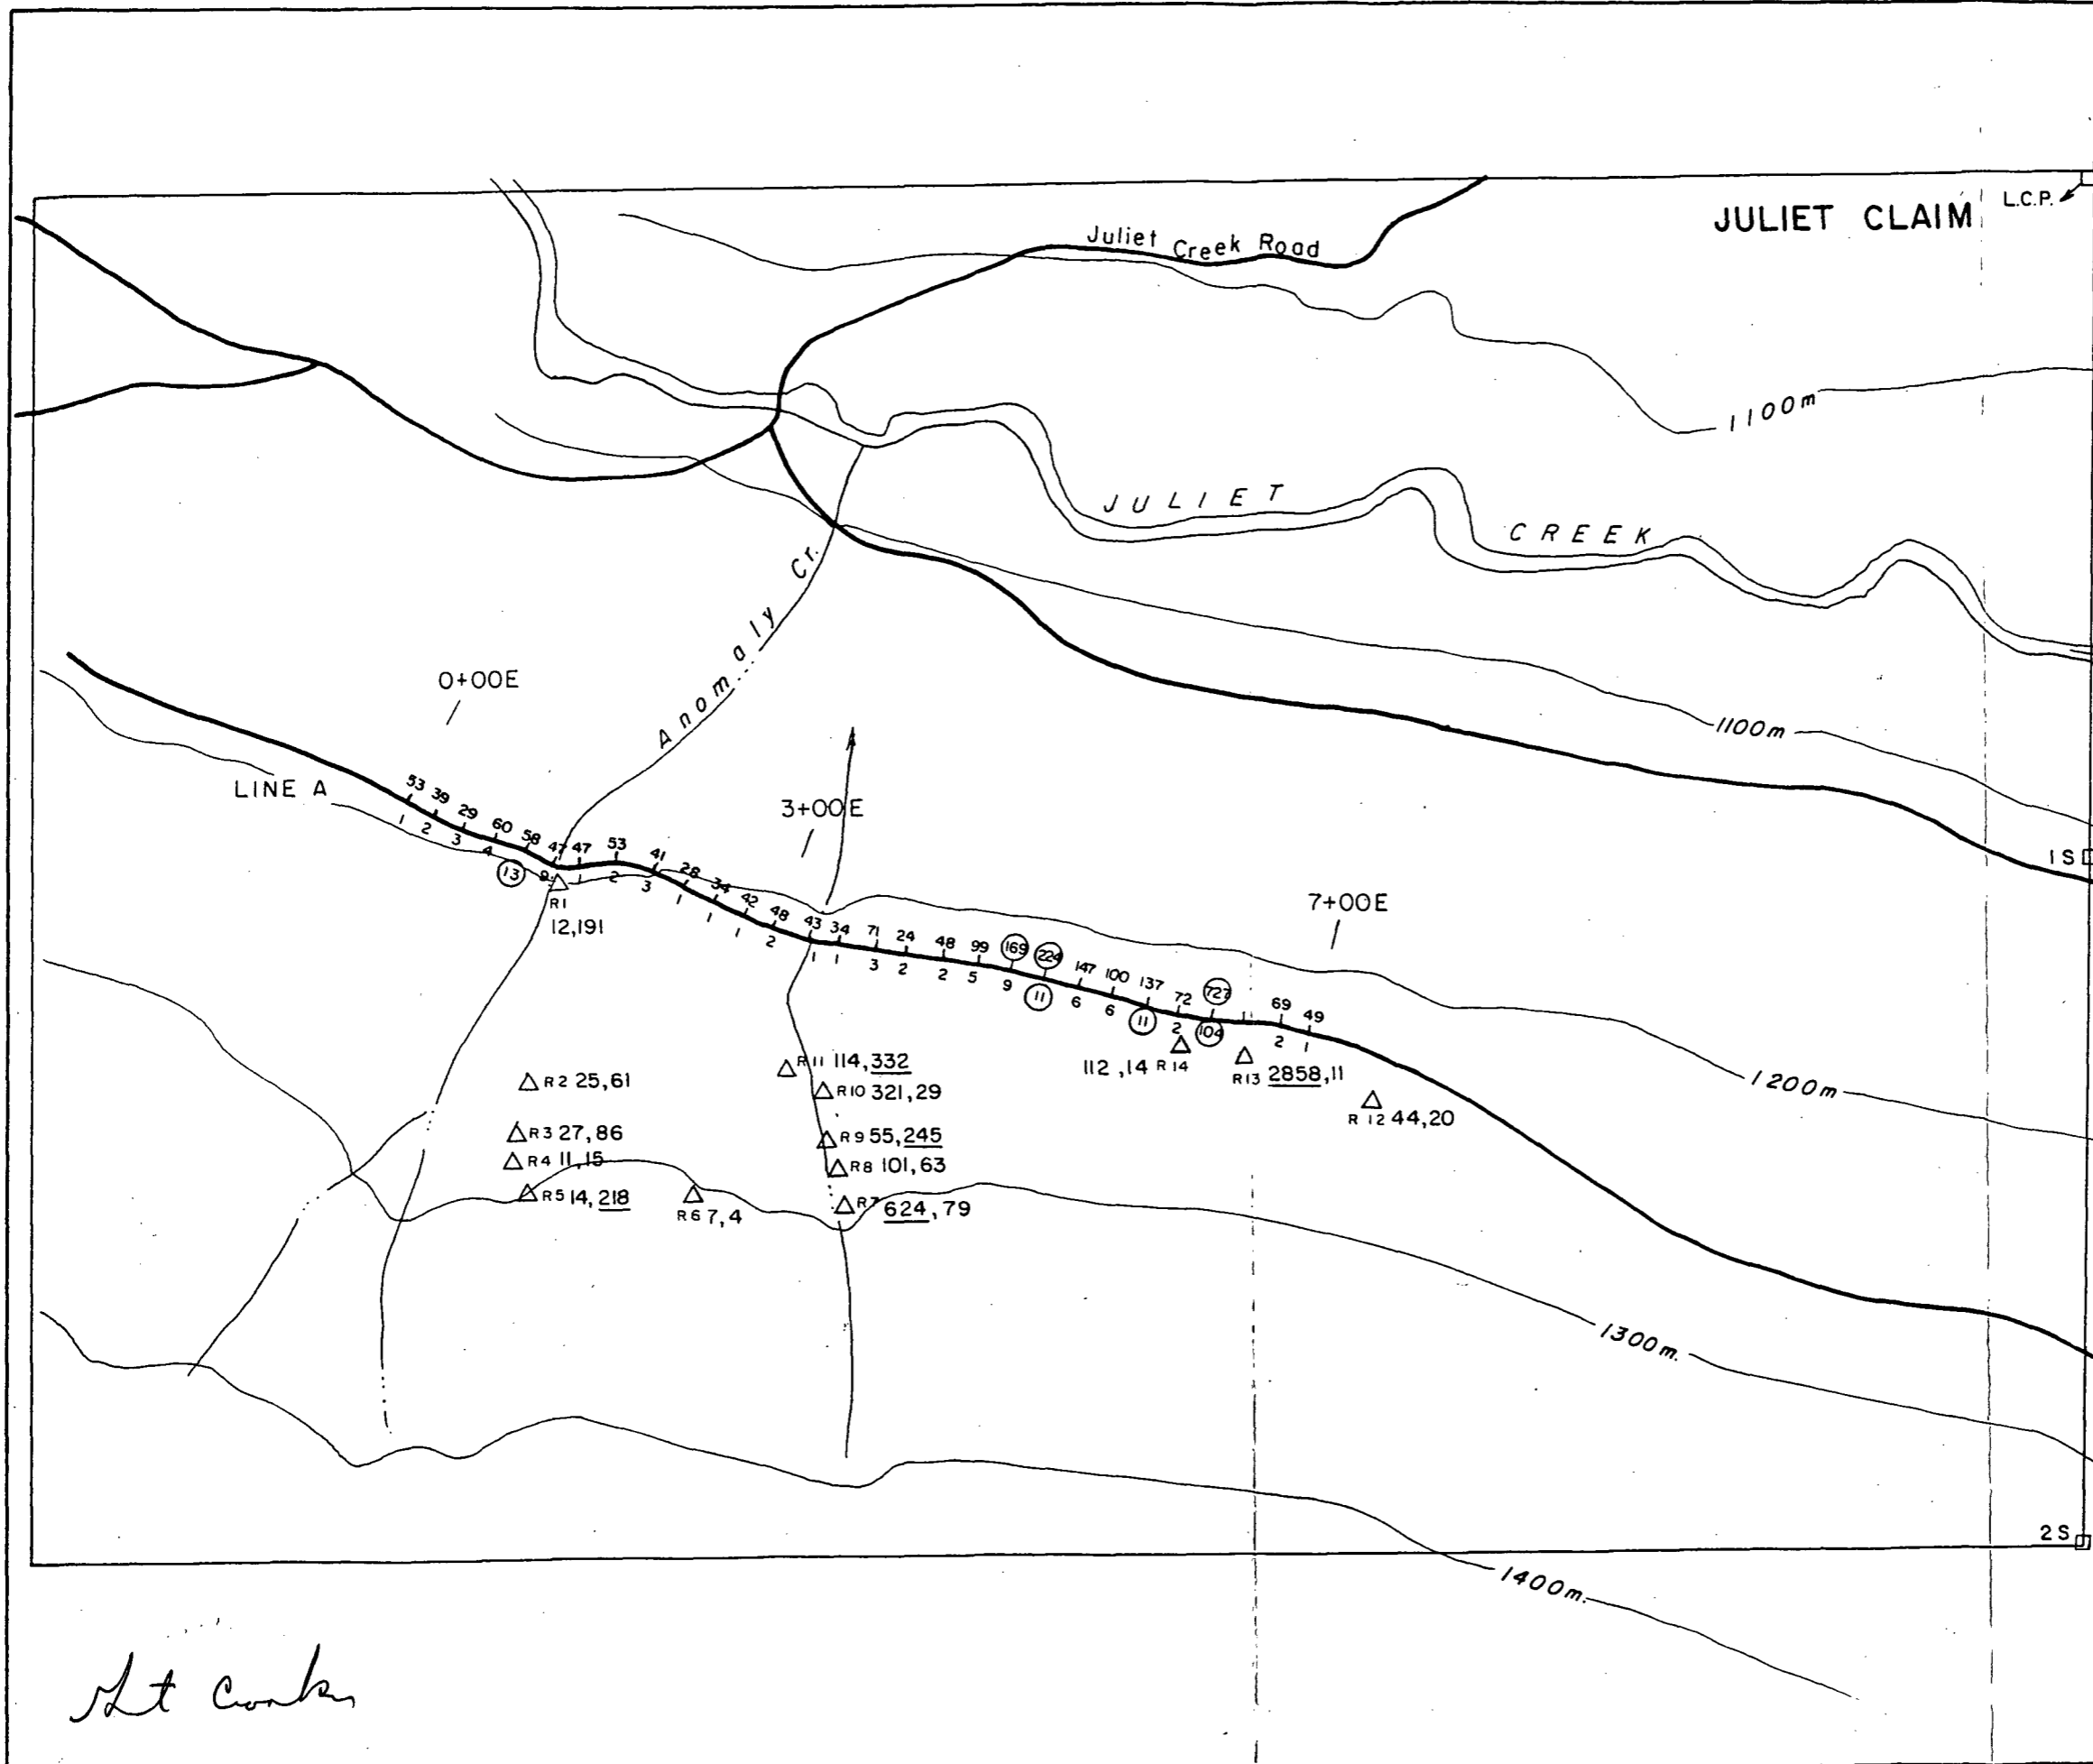 L.C.P.
JULIET CLAIM
Juliet Creek Road
1100m
JULIET CREEK
Anomaly Cr.
0+00E
1100m
LINE A
3+00E
1S
7+00E
53 39 29 60 58 47 47 53 41 28 34 42 48 43 34 71 24 48 99 169 224 147 100 137 72 727 69 49
1 2 3 4 13 9 1 2 3 1 1 1 2 1 1 3 2 2 5 9 11 6 6 11 2 104 1 2 1
R1
12,191
R11 114,332
112,14 R14
R13 2858,11
1200m
R2 25,61
R10 321,29
R12 44,20
R3 27,86
R9 55,245
R4 11,15
R8 101,63
R5 14,218
R6 7,4
R7 624,79
1300m.
2S
1400m.